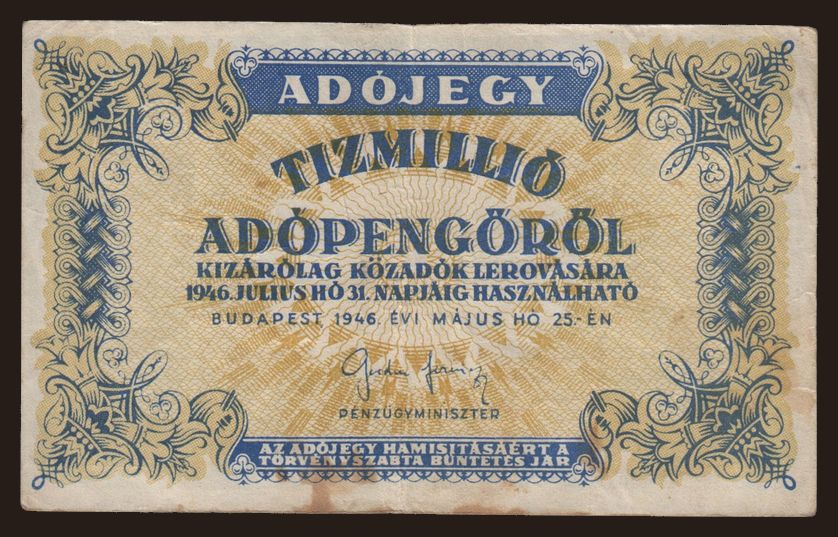 ADÓJEGY
TIZMILLIÓ
ADÓPENGŐRŐL
KIZÁRÓLAG KÖZADÓK LEROVÁSÁRA
1946. JULIUS HÓ 31. NAPJÁIG HASZNÁLHATÓ
BUDAPEST, 1946. ÉVI MÁJUS HÓ 25.-ÉN
PÉNZÜGYMINISZTER
AZ ADÓJEGY HAMISITÁSÁÉRT A
TÖRVÉNYSZABTA BÜNTETÉS JÁR